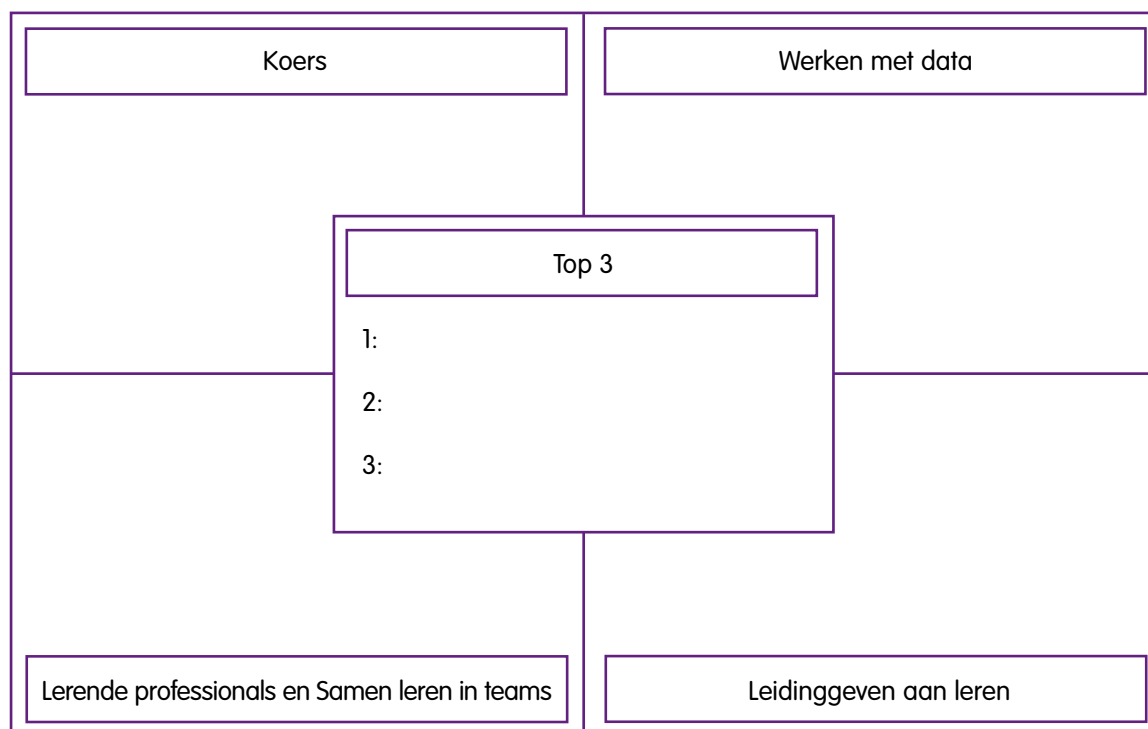 Koers
Werken met data
Top 3
1:
2:
3:
Lerende professionals en Samen leren in teams
Leidinggeven aan leren